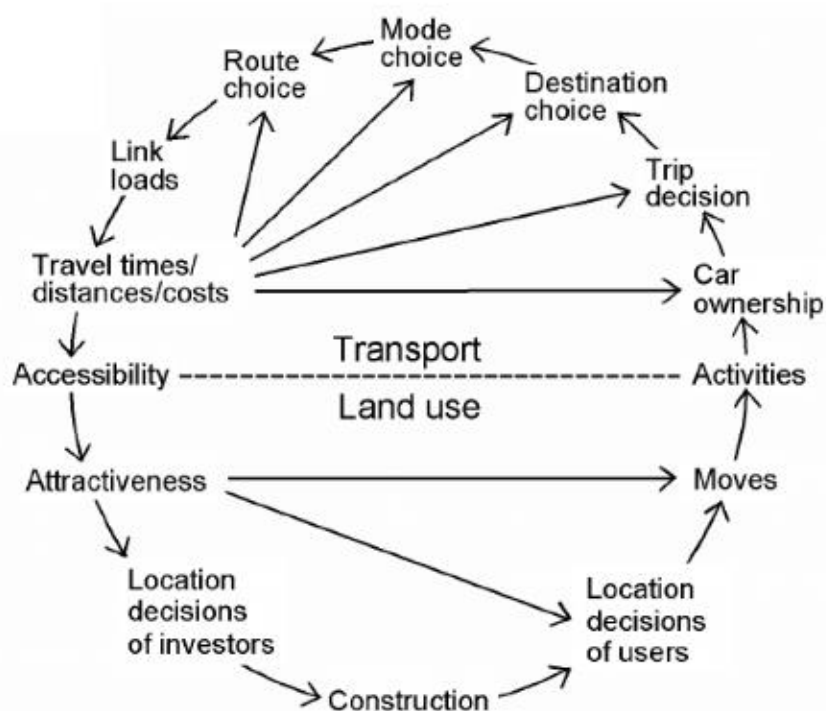 Mode
choice
Route
choice
Destination
choice
Link
loads
Trip
decision
Travel times/
distances/costs
Car
ownership
Transport
Accessibility
Activities
Land use
Attractiveness
Moves
Location
decisions
of investors
Location
decisions
of users
Construction